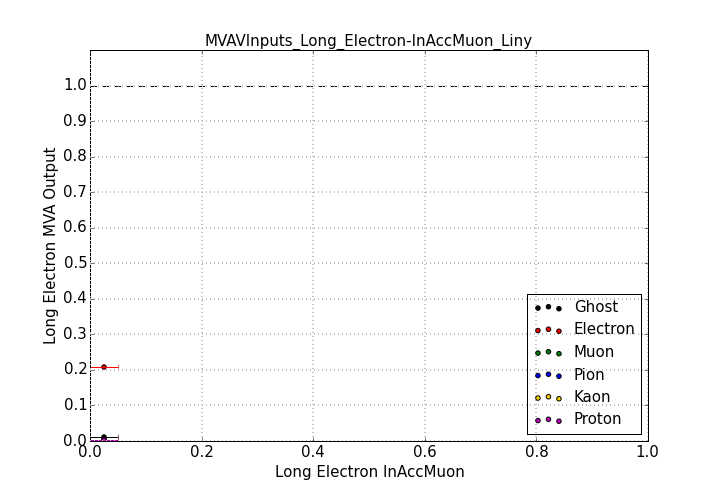 MVAVInputs_Long_Electron-InAccMuon_Liny
Long Electron MVA Output
1.0
0.9
0.8
0.7
0.6
0.5
0.4
0.3
0.2
0.1
0.0
Ghost
Electron
Muon
Pion
Kaon
Proton
0.0 0.2 0.4 0.6 0.8 1.0
Long Electron InAccMuon